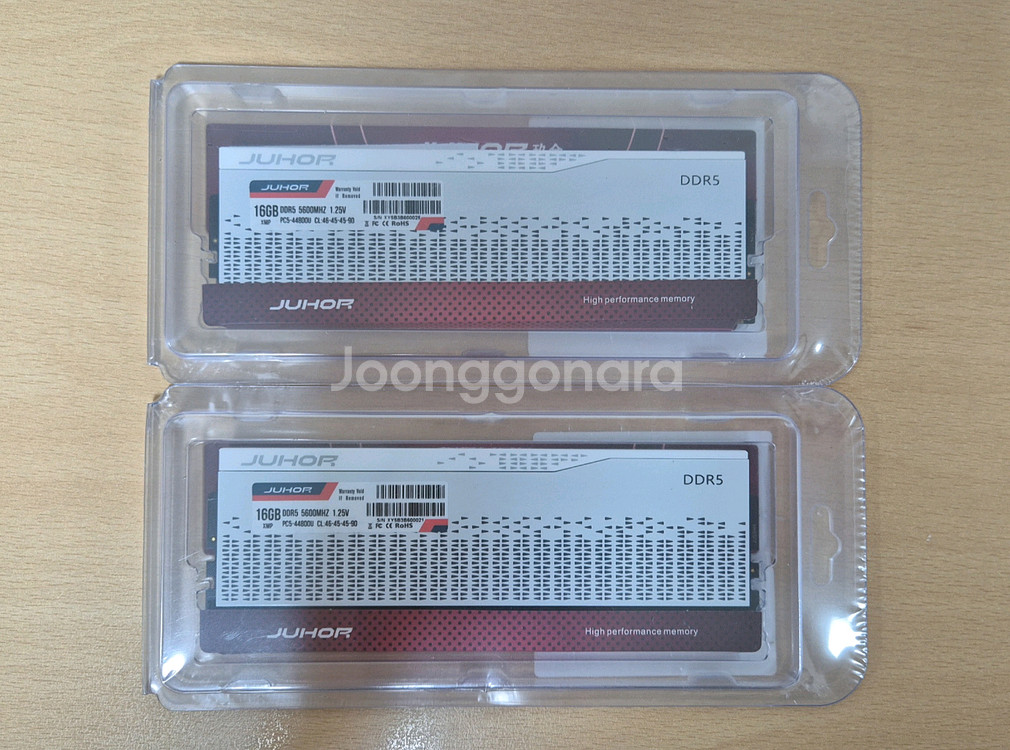 JUHOR
DDR5
JUHOR
Warranty Void
If Removed
16GB DDR5 5600MHZ 1.25V
XMP PC5-44800U CL:46-45-45-90
FC CE RoHS
JUHOR
High performance memory
Joonggonara
JUHOR
DDR5
JUHOR
Warranty Void
If Removed
16GB DDR5 5600MHZ 1.25V
XMP PC5-44800U CL:46-45-45-90
FC CE RoHS
JUHOR
High performance memory